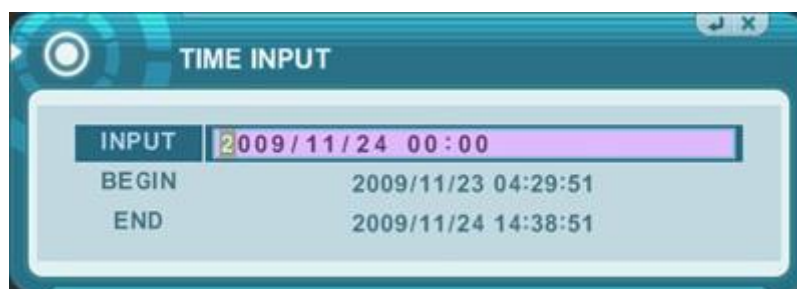 TIME INPUT
INPUT 2009/11/24 00:00
BEGIN 2009/11/23 04:29:51
END 2009/11/24 14:38:51